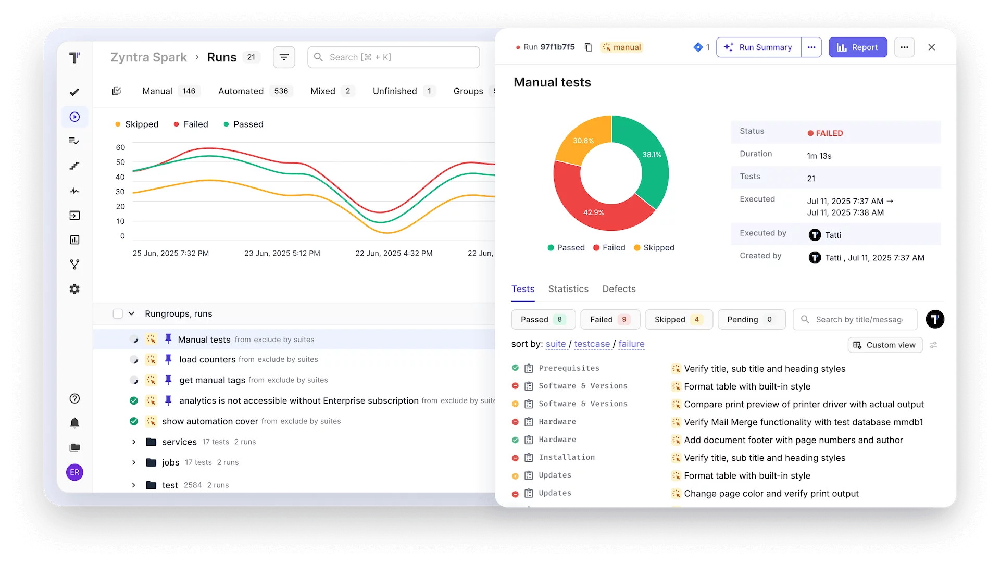 Zyntra Spark › Runs 21
Search [⌘ + K]
Manual 146 Automated 536 Mixed 2 Unfinished 1 Groups
Skipped Failed Passed
60
50
40
30
20
10
0
25 Jun, 2025 7:32 PM 23 Jun, 2025 5:12 PM 22 Jun, 2025 4:32 PM 22 Jun,
Rungroups, runs
Manual tests from exclude by suites
load counters from exclude by suites
get manual tags from exclude by suites
analytics is not accessible without Enterprise subscription from exclude by suite
show automation cover from exclude by suites
services 17 tests 2 runs
jobs 17 tests 2 runs
test 2584 2 runs
ER
Run 97f1b7f5 manual 1 Run Summary Report
Manual tests
30.8%
38.1%
42.9%
Passed Failed Skipped
Status FAILED
Duration 1m 13s
Tests 21
Executed Jul 11, 2025 7:37 AM →
Jul 11, 2025 7:38 AM
Executed by Tatti
Created by Tatti , Jul 11, 2025 7:37 AM
Tests Statistics Defects
Passed 8 Failed 9 Skipped 4 Pending 0 Search by title/messag
sort by: suite / testcase / failure
Custom view
Prerequisites Verify title, sub title and heading styles
Software & Versions Format table with built-in style
Software & Versions Compare print preview of printer driver with actual output
Hardware Verify Mail Merge functionality with test database mmdb1
Hardware Add document footer with page numbers and author
Installation Verify title, sub title and heading styles
Updates Format table with built-in style
Updates Change page color and verify print output